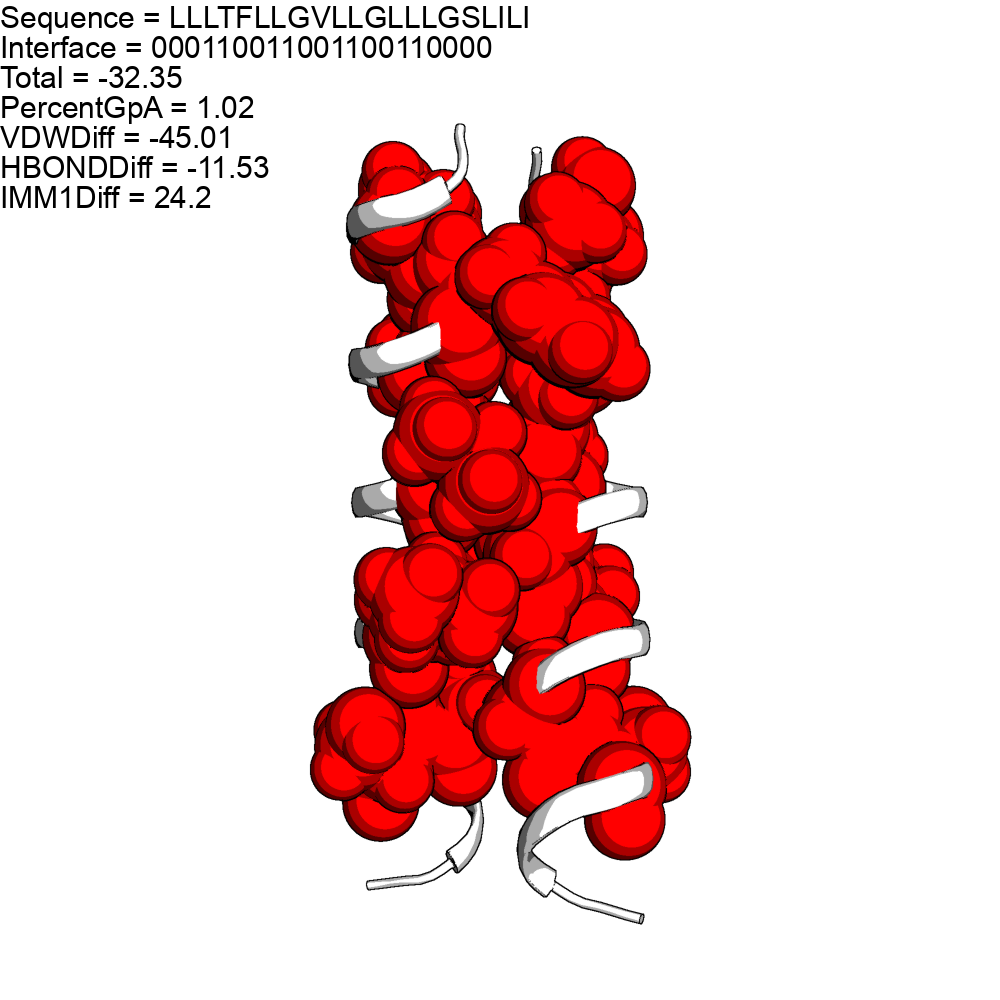 Sequence = LLLTFLLGVLLGLLLGSLILI
Interface = 000110011001100110000
Total = -32.35
PercentGpA = 1.02
VDWDiff = -45.01
HBONDDiff = -11.53
IMM1Diff = 24.2